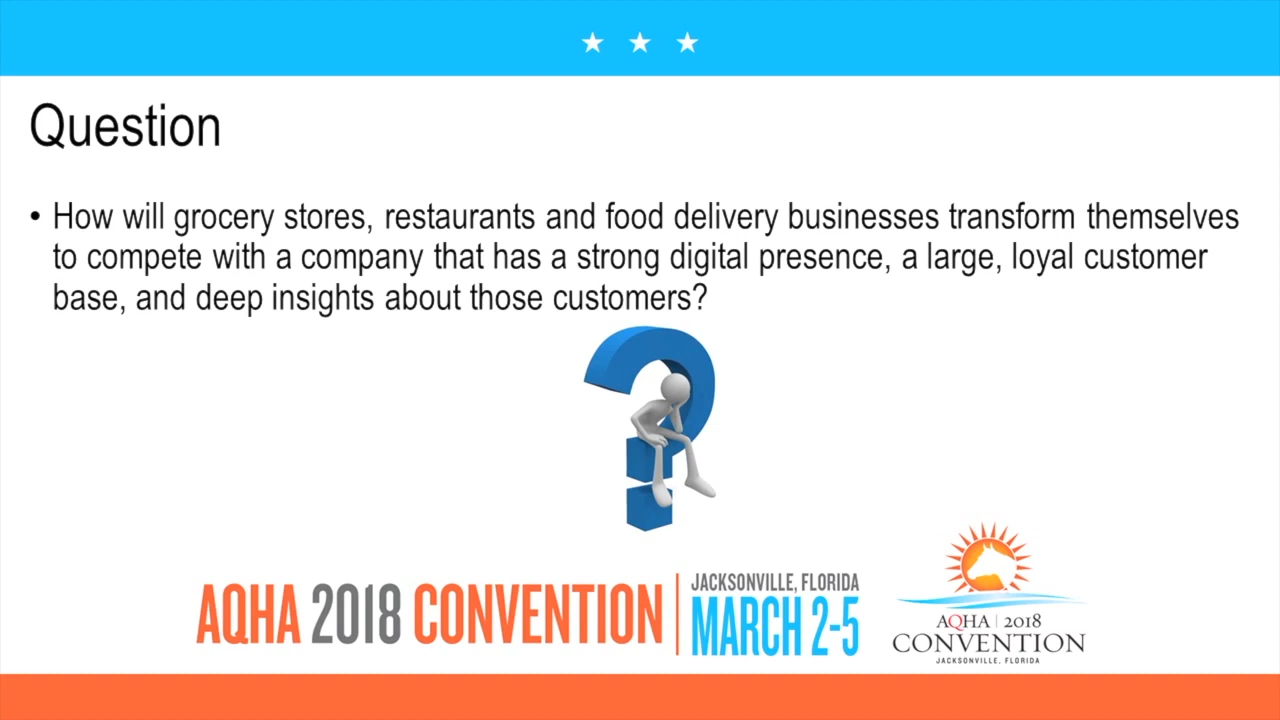 Question
• How will grocery stores, restaurants and food delivery businesses transform themselves
to compete with a company that has a strong digital presence, a large, loyal customer
base, and deep insights about those customers?
AQHA 2018 CONVENTION
JACKSONVILLE, FLORIDA
MARCH 2-5
AQHA | 2018
CONVENTION
JACKSONVILLE, FLORIDA